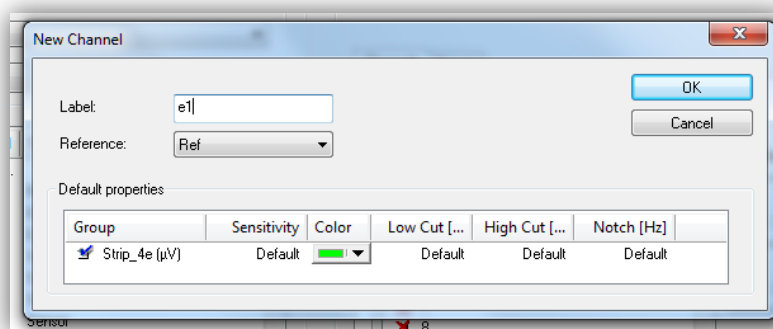 New Channel
Label: e1
OK
Reference: Ref
Cancel
Default properties
Group Sensitivity Color Low Cut [... High Cut [... Notch [Hz]
Strip_4e (µV) Default Default Default Default
Sensor
8